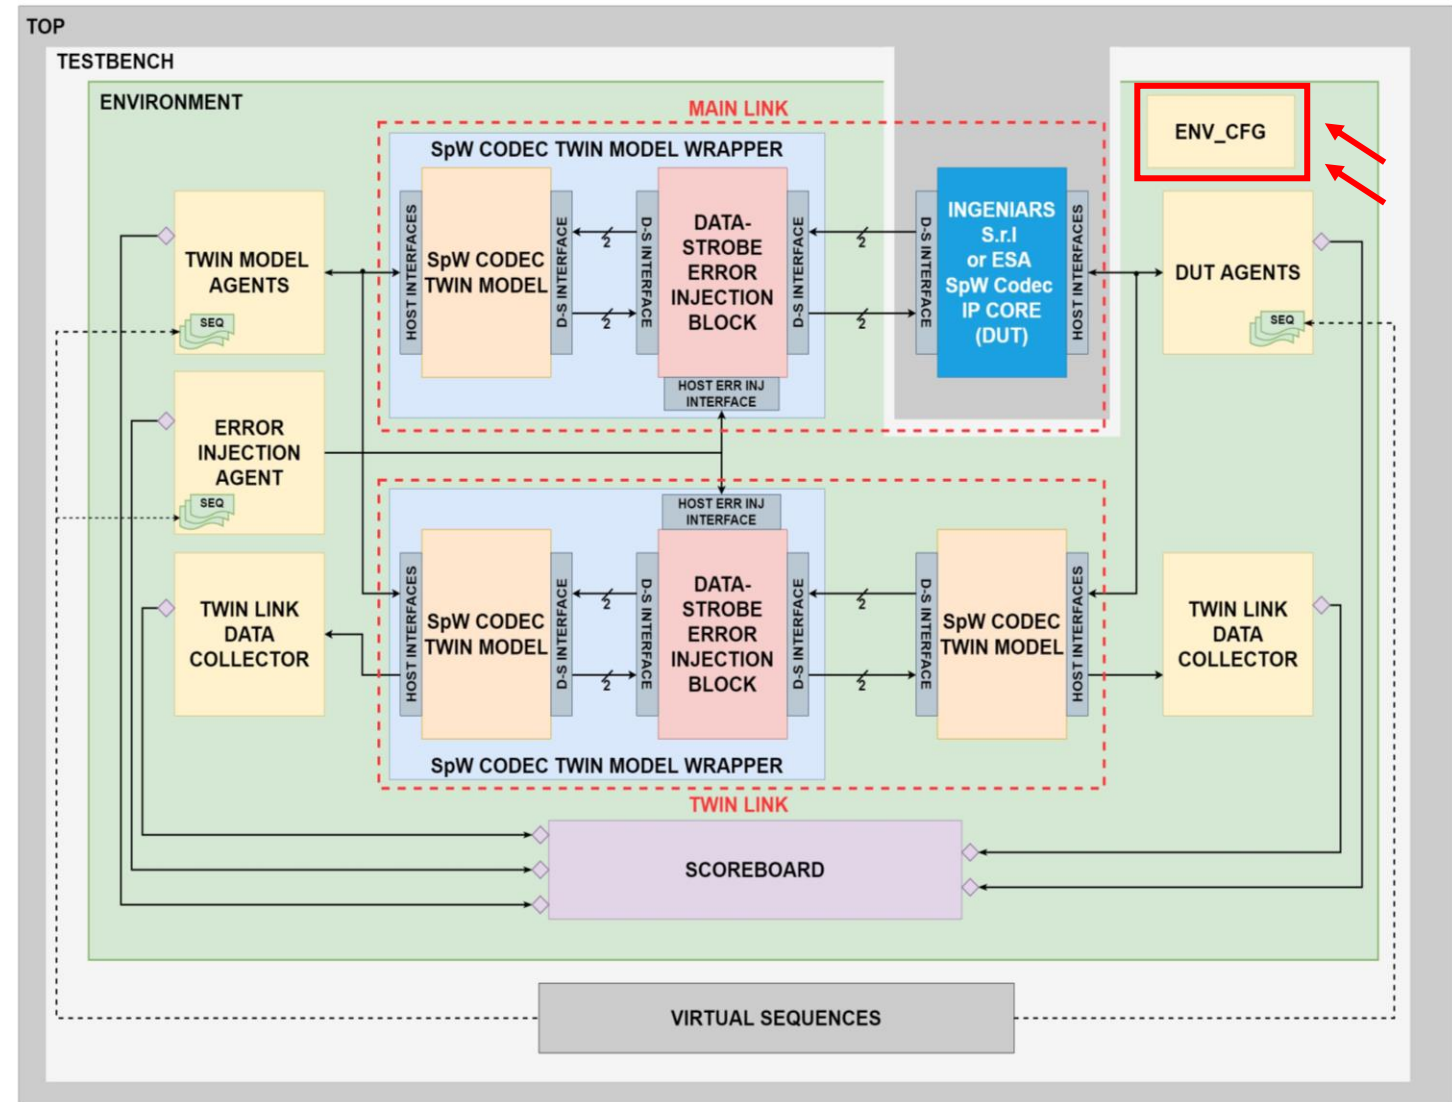 TOP
TESTBENCH
ENVIRONMENT
MAIN LINK
ENV_CFG
SpW CODEC TWIN MODEL WRAPPER
TWIN MODEL
AGENTS
SEQ
HOST INTERFACES
SpW CODEC
TWIN MODEL
D-S INTERFACE
2
2
D-S INTERFACE
DATA-
STROBE
ERROR
INJECTION
BLOCK
D-S INTERFACE
2
2
D-S INTERFACE
INGENIARS
S.r.l
or ESA
SpW Codec
IP CORE
(DUT)
HOST INTERFACES
DUT AGENTS
SEQ
HOST ERR INJ
INTERFACE
ERROR
INJECTION
AGENT
SEQ
HOST ERR INJ
INTERFACE
TWIN LINK
DATA
COLLECTOR
HOST INTERFACES
SpW CODEC
TWIN MODEL
D-S INTERFACE
2
2
D-S INTERFACE
DATA-
STROBE
ERROR
INJECTION
BLOCK
D-S INTERFACE
2
2
D-S INTERFACE
SpW CODEC
TWIN MODEL
HOST INTERFACES
TWIN LINK
DATA
COLLECTOR
SpW CODEC TWIN MODEL WRAPPER
TWIN LINK
SCOREBOARD
VIRTUAL SEQUENCES